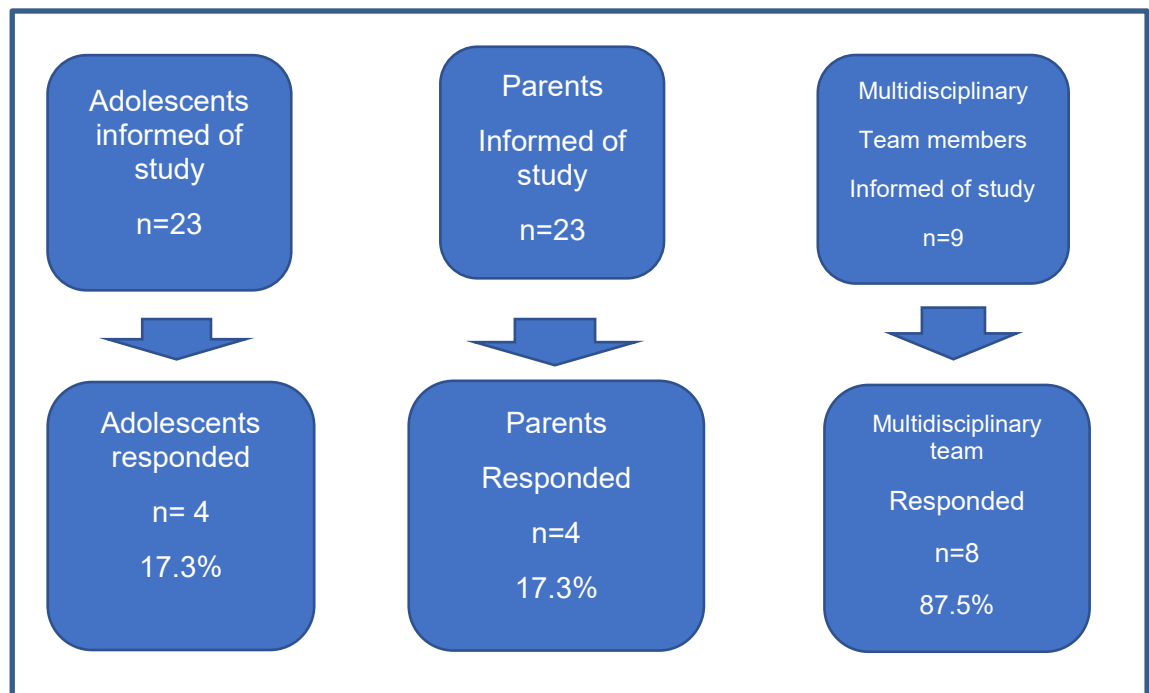 Adolescents
informed of
study
n=23
Parents
Informed of
study
n=23
Multidisciplinary
Team members
Informed of study
n=9
Adolescents
responded
n= 4
17.3%
Parents
Responded
n=4
17.3%
Multidisciplinary
team
Responded
n=8
87.5%